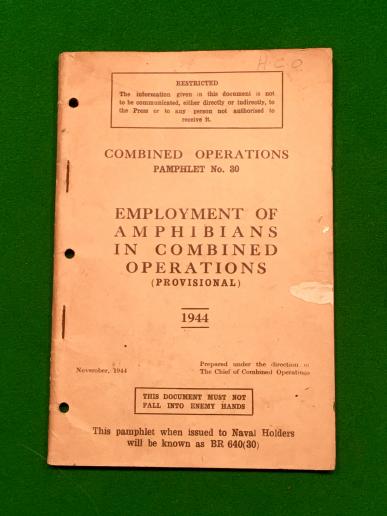 H.C.O
RESTRICTED
The information given in this document is not
to be communicated, either directly or indirectly, to
the Press or to any person not authorised to
receive it.
COMBINED OPERATIONS
PAMPHLET No. 30
EMPLOYMENT OF
AMPHIBIANS
IN COMBINED
OPERATIONS
(PROVISIONAL)
1944
November, 1944
Prepared under the direction of
The Chief of Combined Operations
THIS DOCUMENT MUST NOT
FALL INTO ENEMY HANDS
This pamphlet when issued to Naval Holders
will be known as BR 640(30)